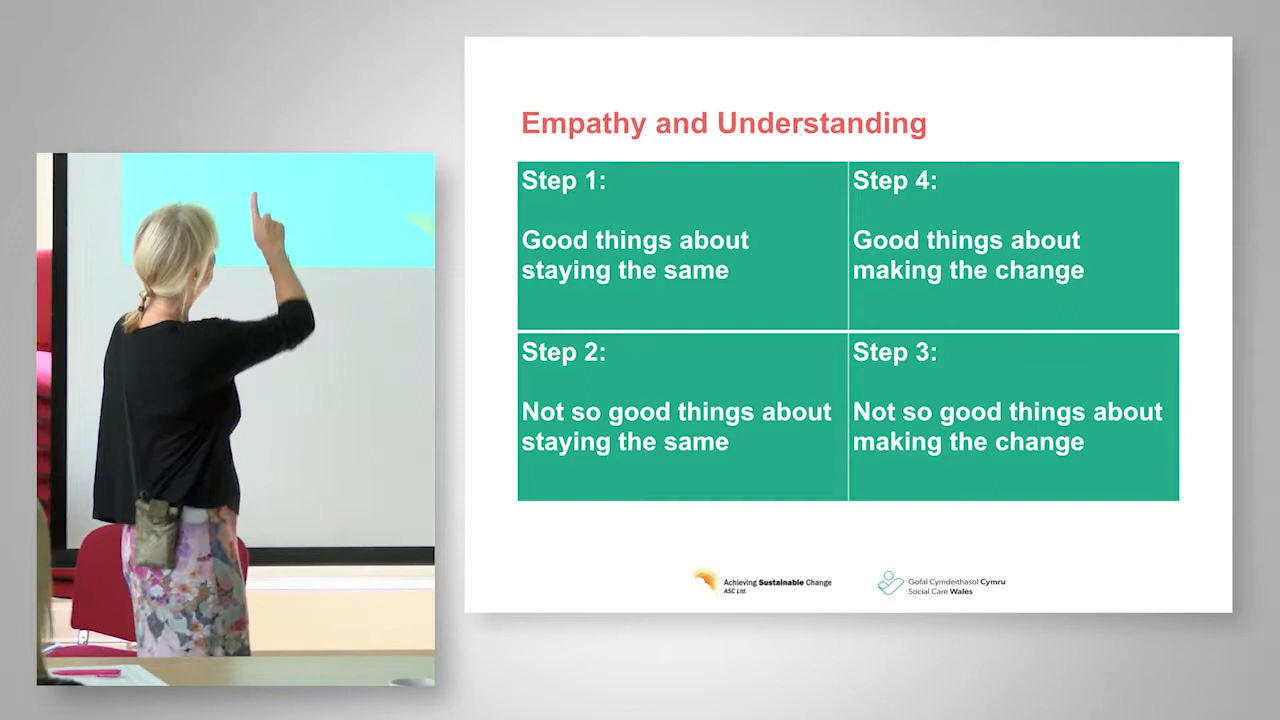 Empathy and Understanding
Step 1:
Good things about
staying the same
Step 4:
Good things about
making the change
Step 2:
Not so good things about
staying the same
Step 3:
Not so good things about
making the change
Achieving Sustainable Change
ASC Ltd.
Gofal Cymdeithasol Cymru
Social Care Wales